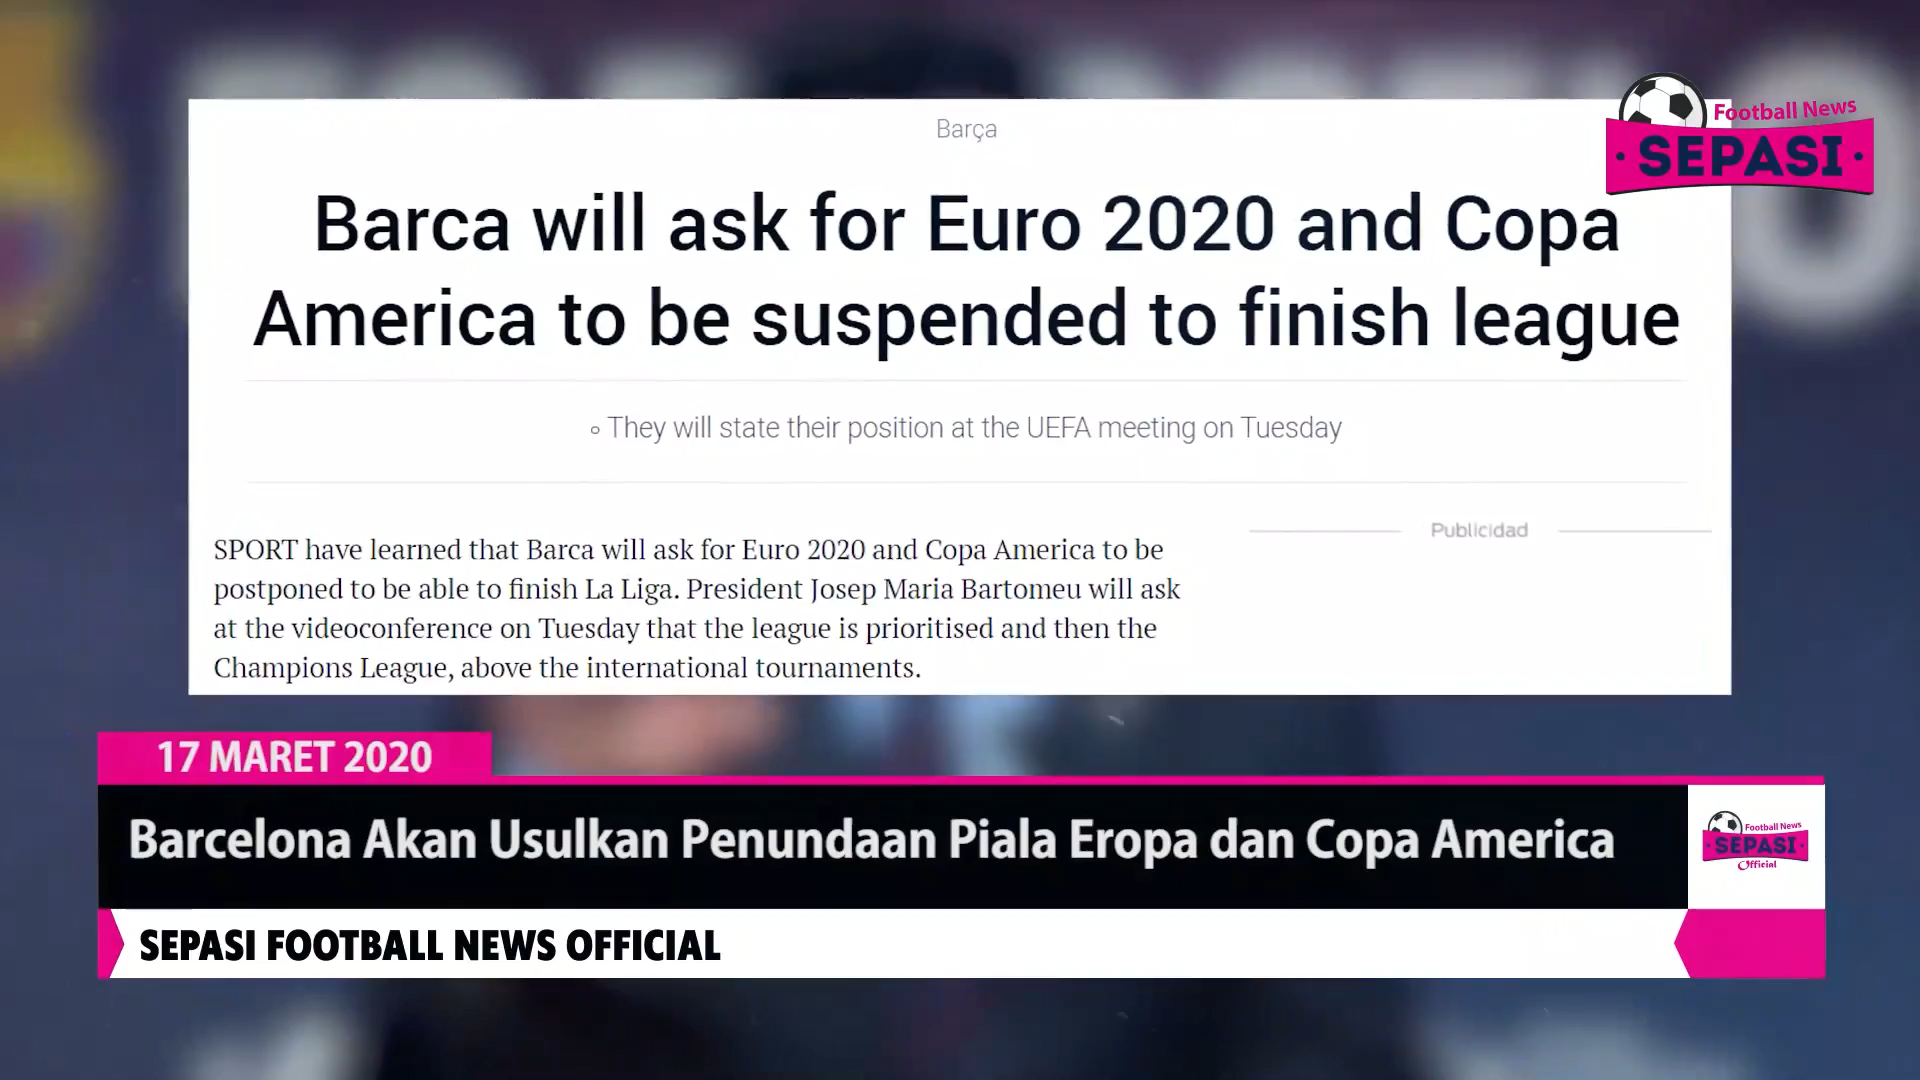 Barça
Football News
• SEPASI •
Barca will ask for Euro 2020 and Copa
America to be suspended to finish league
They will state their position at the UEFA meeting on Tuesday
Publicidad
SPORT have learned that Barca will ask for Euro 2020 and Copa America to be
postponed to be able to finish La Liga. President Josep Maria Bartomeu will ask
at the videoconference on Tuesday that the league is prioritised and then the
Champions League, above the international tournaments.
17 MARET 2020
Barcelona Akan Usulkan Penundaan Piala Eropa dan Copa America
Football News
• SEPASI •
Official
SEPASI FOOTBALL NEWS OFFICIAL